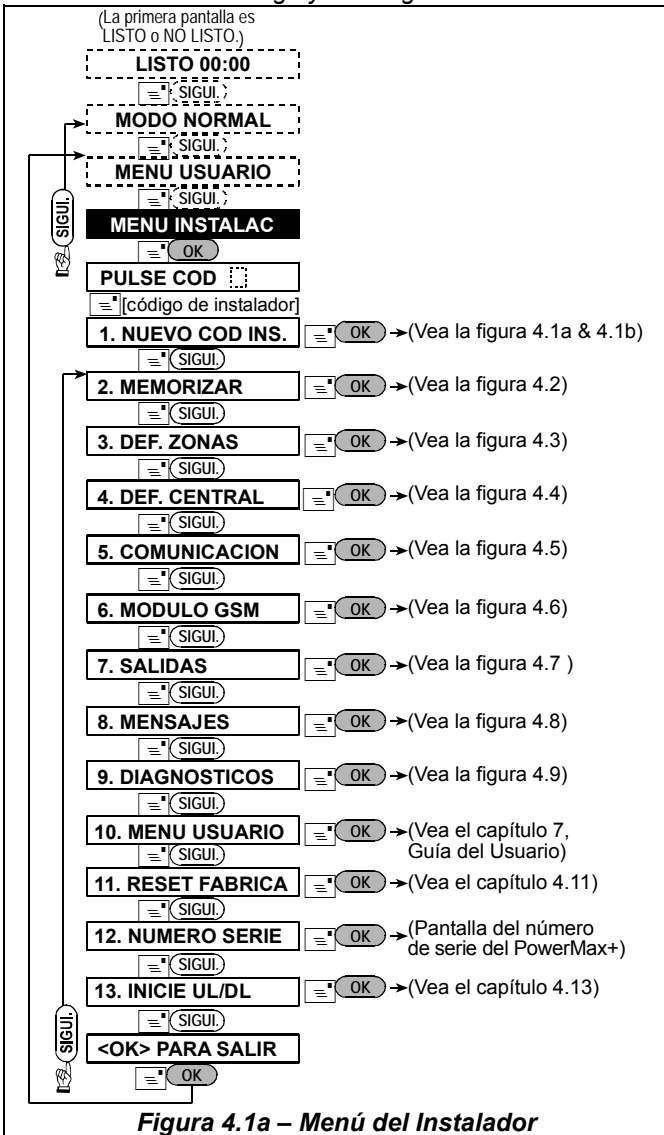 (La primera pantalla es
LISTO o NO LISTO.)
LISTO 00:00
SIGUI.
MODO NORMAL
SIGUI.
MENU USUARIO
SIGUI.
SIGUI.
MENU INSTALAC
OK
PULSE COD
[código de instalador]
1. NUEVO COD INS. OK (Vea la figura 4.1a & 4.1b)
SIGUI.
2. MEMORIZAR OK (Vea la figura 4.2)
SIGUI.
3. DEF. ZONAS OK (Vea la figura 4.3)
SIGUI.
4. DEF. CENTRAL OK (Vea la figura 4.4)
SIGUI.
5. COMUNICACION OK (Vea la figura 4.5)
SIGUI.
6. MODULO GSM OK (Vea la figura 4.6)
SIGUI.
7. SALIDAS OK (Vea la figura 4.7 )
SIGUI.
8. MENSAJES OK (Vea la figura 4.8)
SIGUI.
9. DIAGNOSTICOS OK (Vea la figura 4.9)
SIGUI.
10. MENU USUARIO OK (Vea el capítulo 7,
Guía del Usuario)
SIGUI.
11. RESET FABRICA OK (Vea el capítulo 4.11)
SIGUI.
12. NUMERO SERIE OK (Pantalla del número
de serie del PowerMax+)
SIGUI.
13. INICIE UL/DL OK (Vea el capítulo 4.13)
SIGUI.
SIGUI.
<OK> PARA SALIR
OK
Figura 4.1a – Menú del Instalador